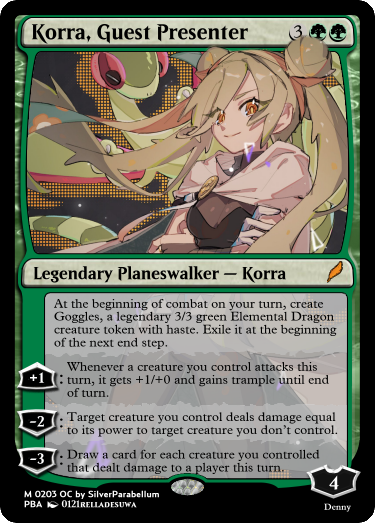 Korra, Guest Presenter 3
Legendary Planeswalker — Korra
At the beginning of combat on your turn, create
Goggles, a legendary 3/3 green Elemental Dragon
creature token with haste. Exile it at the beginning
of the next end step.
+1: Whenever a creature you control attacks this
turn, it gets +1/+0 and gains trample until end
of turn.
-2: Target creature you control deals damage equal
to its power to target creature you don't control.
-3: Draw a card for each creature you controlled
that dealt damage to a player this turn.
4
M 0203 OC by SilverParabellum
PBA 0121RELLADESUWA
Denny